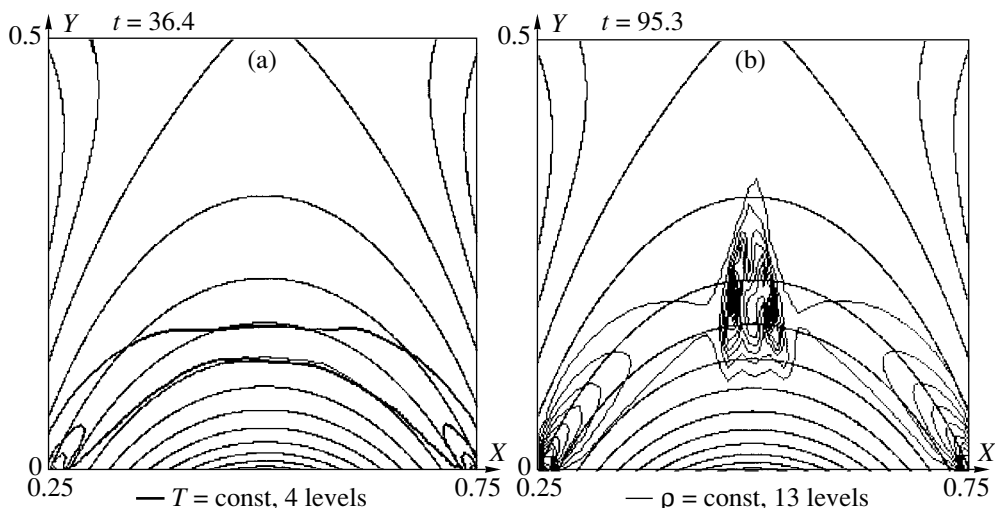 Y t = 36.4
0.5
(a)
X
0
0.25 0.75
T = const, 4 levels
Y t = 95.3
0.5
(b)
X
0
0.25 0.75
ρ = const, 13 levels